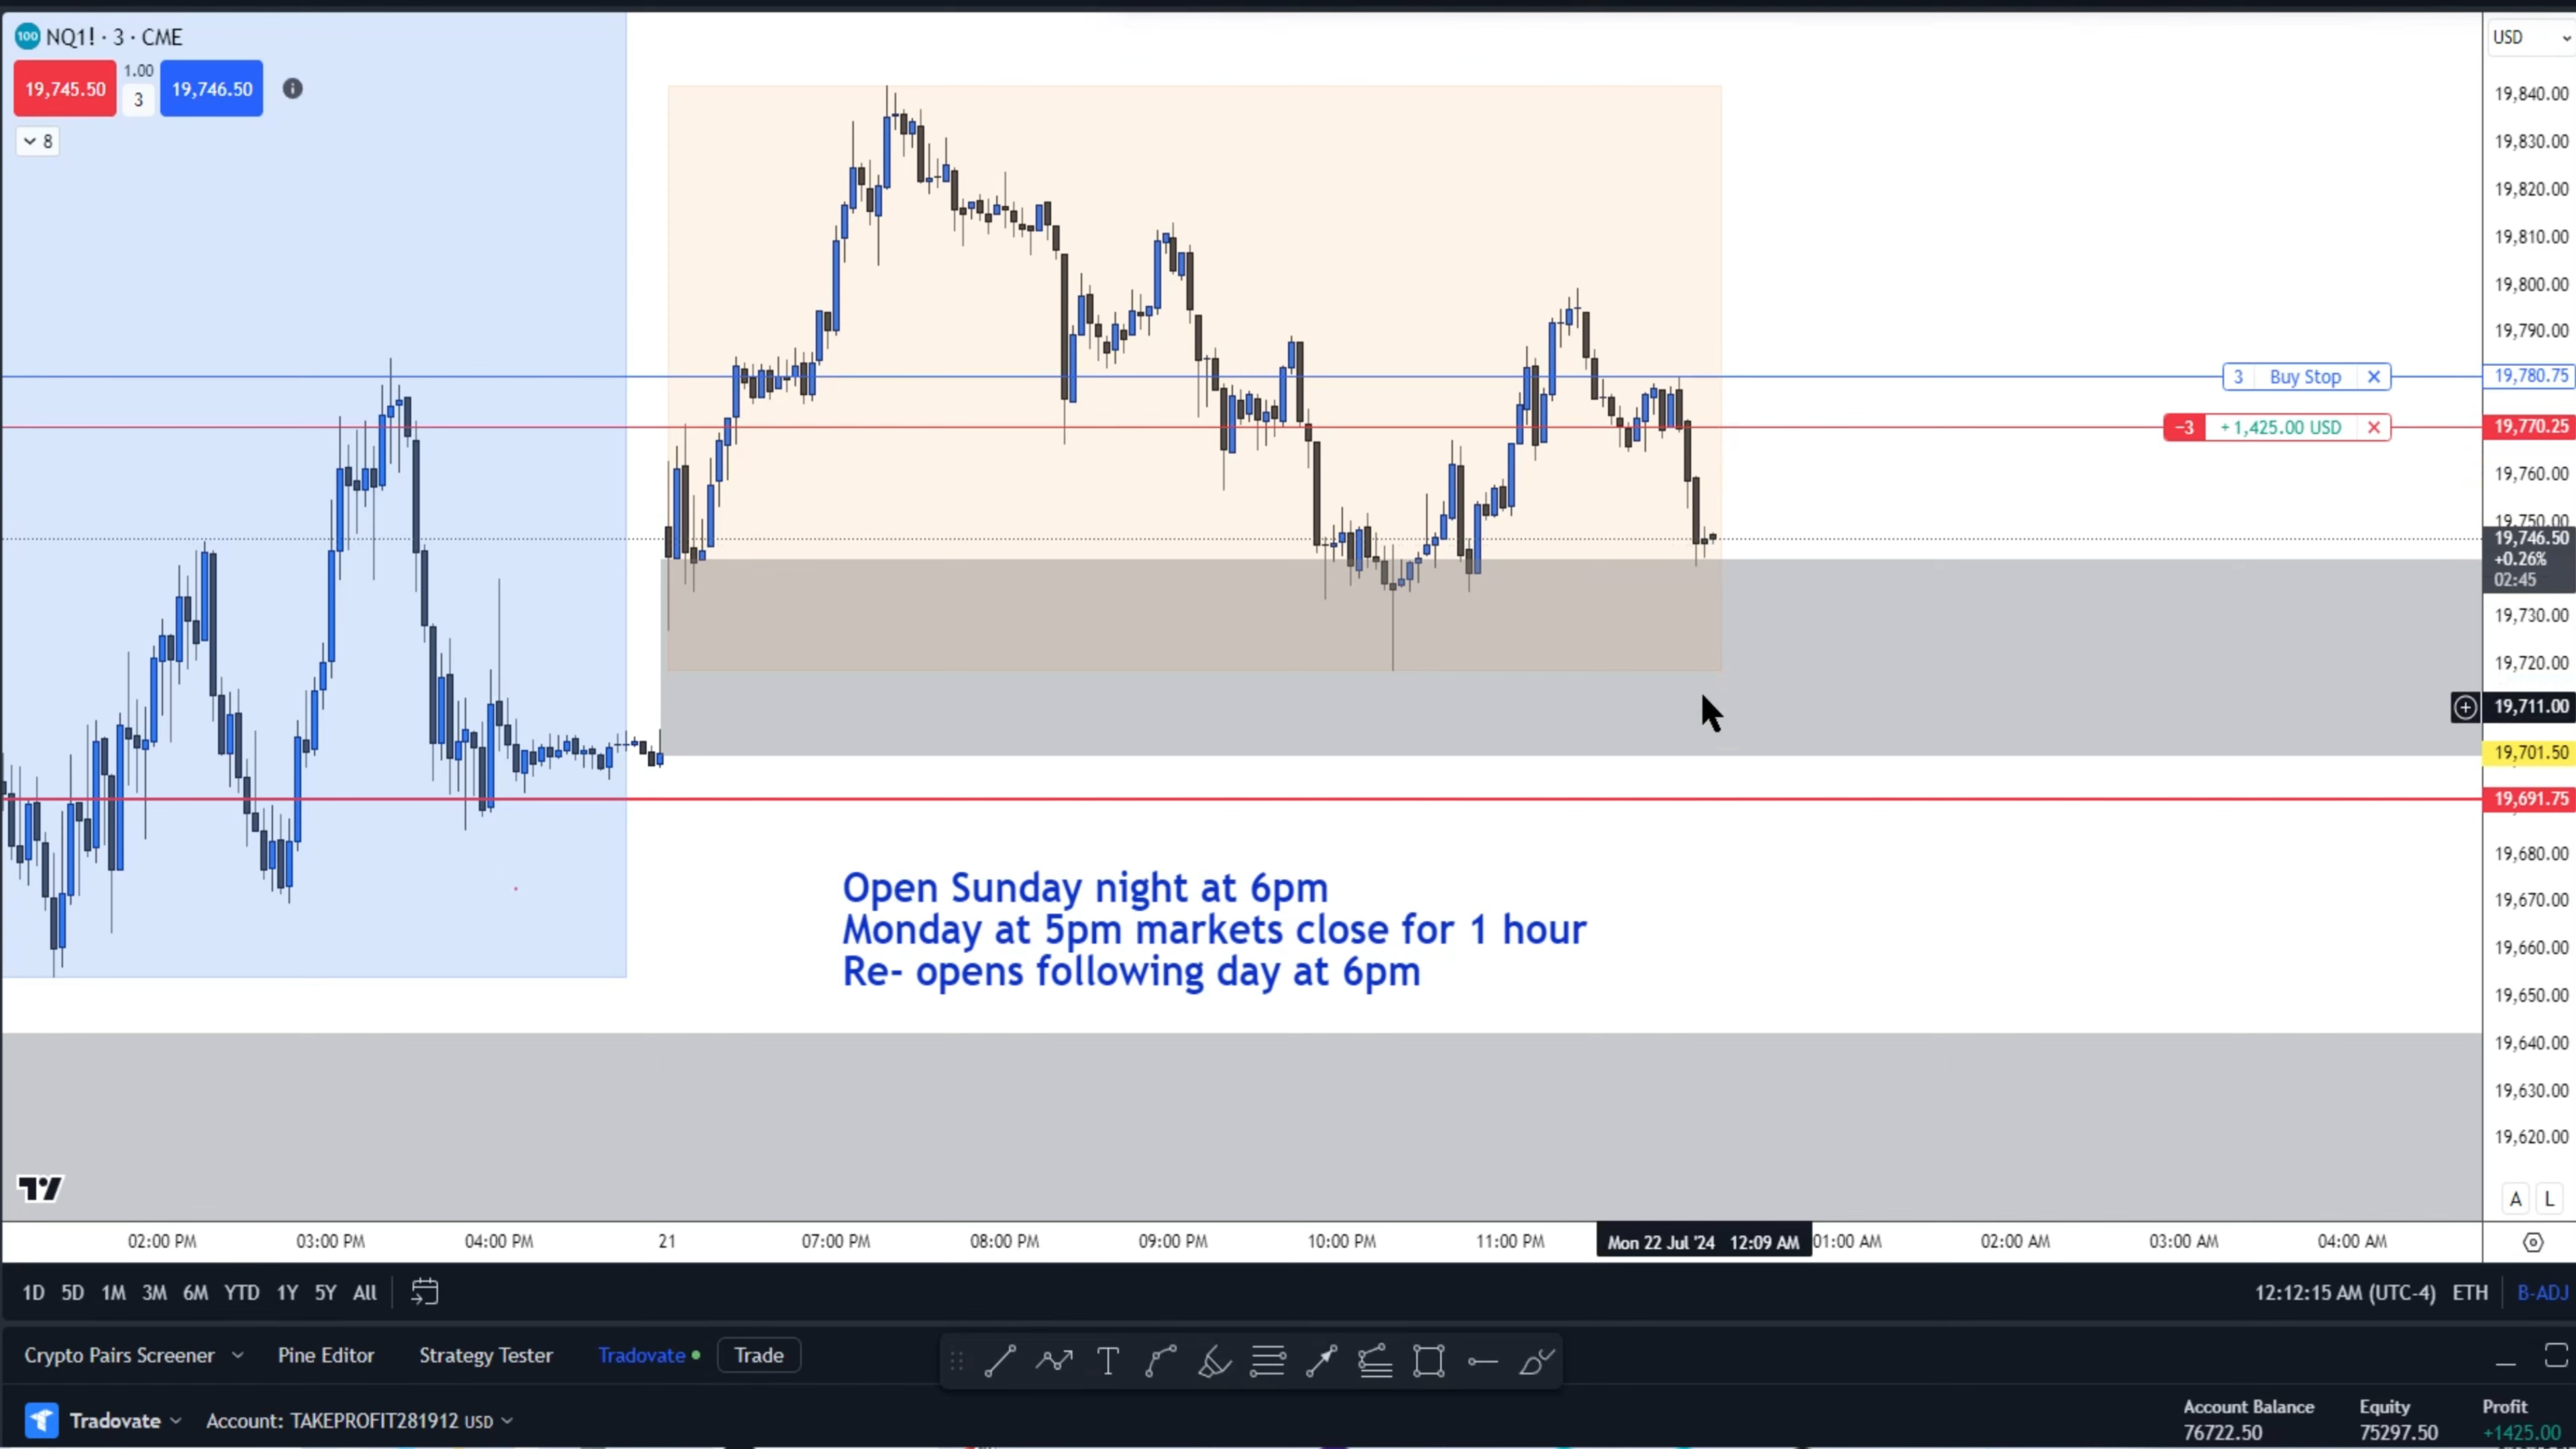 100 NQ1! · 3 · CME
19,745.50 1.00 3 19,746.50
8
USD
19,840.00
19,830.00
19,820.00
19,810.00
19,800.00
19,790.00
3 Buy Stop 19,780.75
-3 +1,425.00 USD 19,770.25
19,760.00
19,750.00
19,746.50
+0.26%
02:45
19,730.00
19,720.00
19,711.00
19,701.50
19,691.75
19,680.00
19,670.00
19,660.00
19,650.00
19,640.00
19,630.00
19,620.00
Open Sunday night at 6pm
Monday at 5pm markets close for 1 hour
Re- opens following day at 6pm
A L
02:00 PM 03:00 PM 04:00 PM 21 07:00 PM 08:00 PM 09:00 PM 10:00 PM 11:00 PM Mon 22 Jul '24 12:09 AM 01:00 AM 02:00 AM 03:00 AM 04:00 AM
1D 5D 1M 3M 6M YTD 1Y 5Y All 12:12:15 AM (UTC-4) ETH B-ADJ
Crypto Pairs Screener Pine Editor Strategy Tester Tradovate Trade
Tradovate Account: TAKEPROFIT281912 USD
Account Balance Equity Profit
76722.50 75297.50 +1425.00